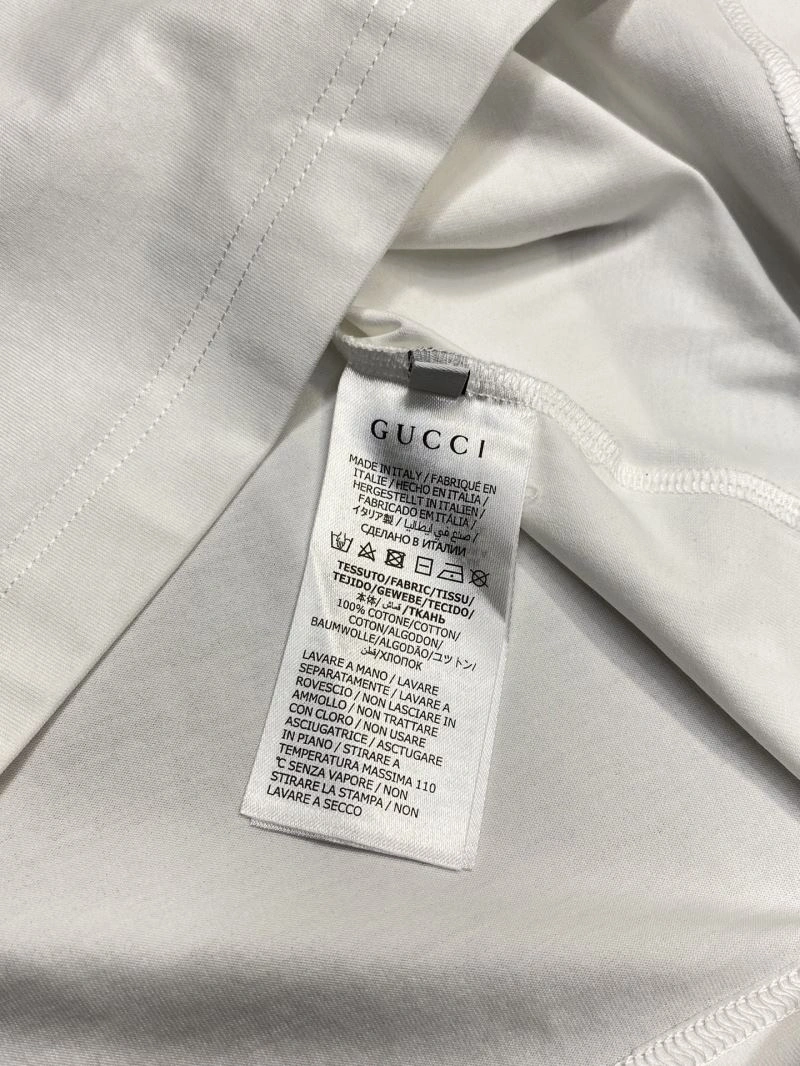 GUCCI
MADE IN ITALY / FABRIQUÉ EN
ITALIE / HECHO EN ITALIA /
HERGESTELLT IN ITALIEN /
FABRICADO EM ITÁLIA /
イタリア製 / صنع في ايطاليا /
СДЕЛАНО В ИТАЛИИ
TESSUTO/FABRIC/TISSU/
TEJIDO/GEWEBE/TECIDO/
本体/ قماش /ТКАНЬ
100% COTONE/COTTON/
COTON/ALGODON/
BAUMWOLLE/ALGODÃO/コットン/
قطن/ХЛОПОК
LAVARE A MANO / LAVARE
SEPARATAMENTE / LAVARE A
ROVESCIO / NON LASCIARE IN
AMMOLLO / NON TRATTARE
CON CLORO / NON USARE
ASCIUGATRICE / ASCTUGARE
IN PIANO / STIRARE A
TEMPERATURA MASSIMA 110
℃ SENZA VAPORE / NON
STIRARE LA STAMPA / NON
LAVARE A SECCO